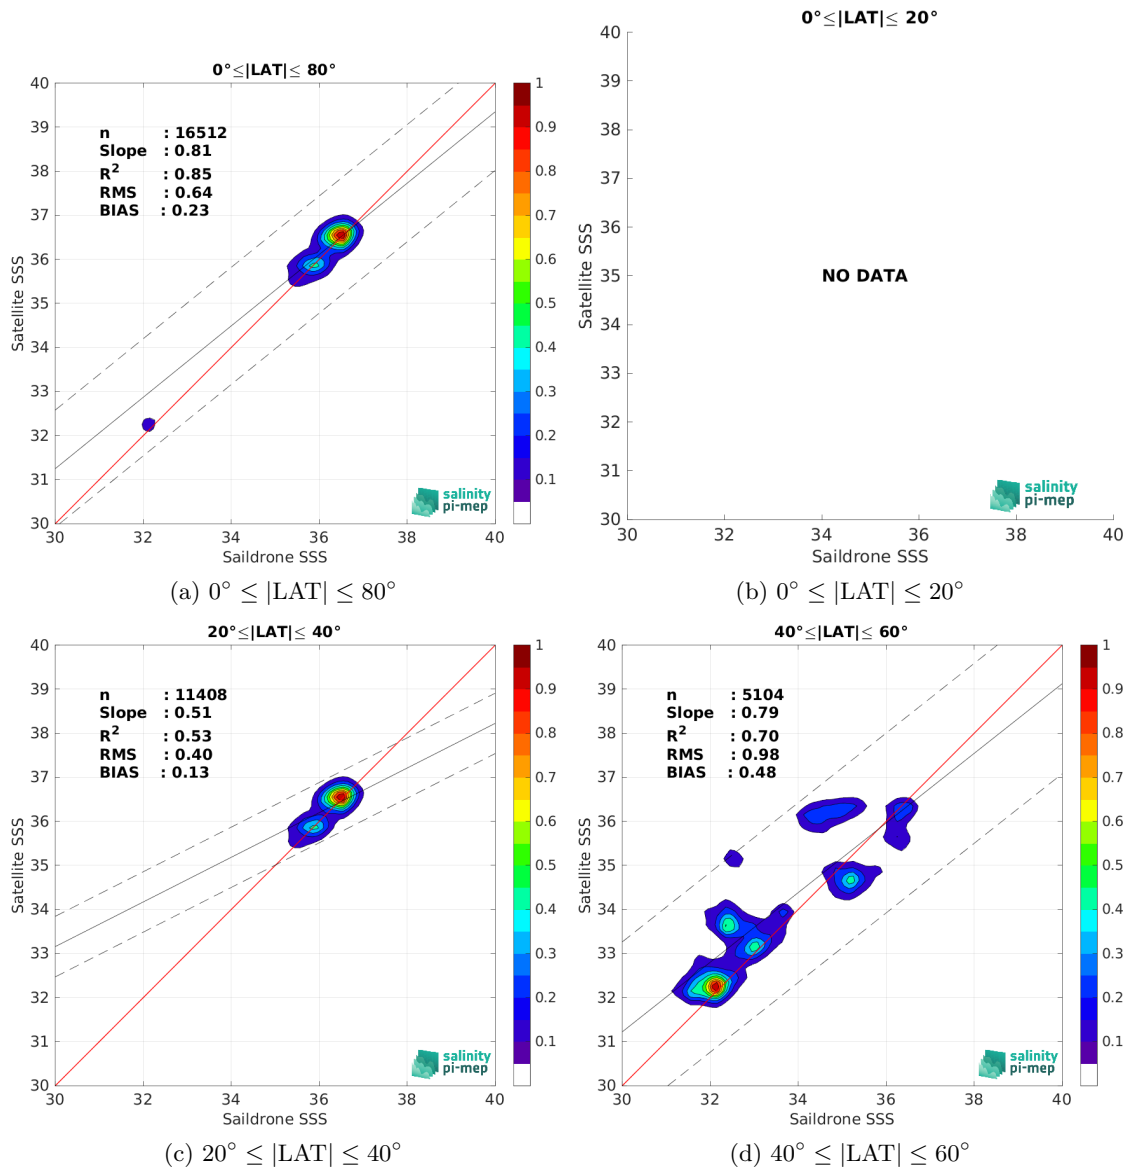 0°≤|LAT|≤ 80°
40
39
38
37
36
35
34
33
32
31
30
Satellite SSS
n : 16512
Slope : 0.81
R² : 0.85
RMS : 0.64
BIAS : 0.23
salinity
pi-mep
30 32 34 36 38 40
Saildrone SSS
1
0.9
0.8
0.7
0.6
0.5
0.4
0.3
0.2
0.1
(a) 0° ≤ |LAT| ≤ 80°
0°≤|LAT|≤ 20°
40
39
38
37
36
35
34
33
32
31
30
Satellite SSS
NO DATA
salinity
pi-mep
30 32 34 36 38 40
Saildrone SSS
(b) 0° ≤ |LAT| ≤ 20°
20°≤|LAT|≤ 40°
40
39
38
37
36
35
34
33
32
31
30
Satellite SSS
n : 11408
Slope : 0.51
R² : 0.53
RMS : 0.40
BIAS : 0.13
salinity
pi-mep
30 32 34 36 38 40
Saildrone SSS
1
0.9
0.8
0.7
0.6
0.5
0.4
0.3
0.2
0.1
(c) 20° ≤ |LAT| ≤ 40°
40°≤|LAT|≤ 60°
40
39
38
37
36
35
34
33
32
31
30
Satellite SSS
n : 5104
Slope : 0.79
R² : 0.70
RMS : 0.98
BIAS : 0.48
salinity
pi-mep
30 32 34 36 38 40
Saildrone SSS
1
0.9
0.8
0.7
0.6
0.5
0.4
0.3
0.2
0.1
(d) 40° ≤ |LAT| ≤ 60°